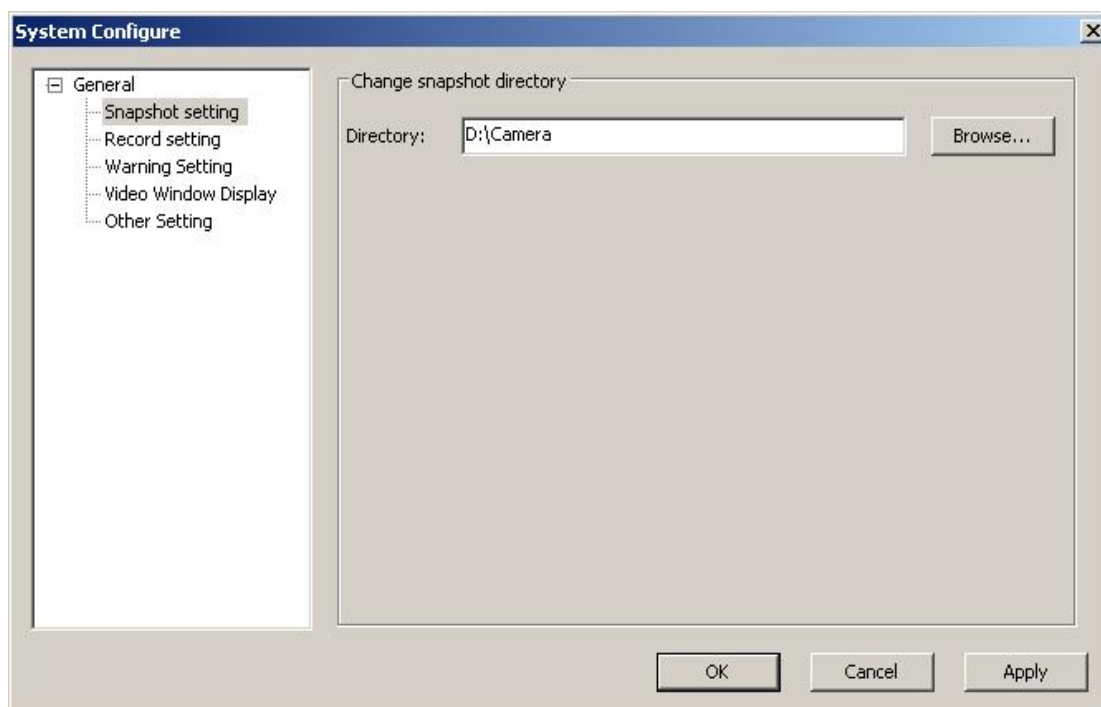 System Configure
General
Snapshot setting
Record setting
Warning Setting
Video Window Display
Other Setting
Change snapshot directory
Directory: D:\Camera Browse...
OK Cancel Apply